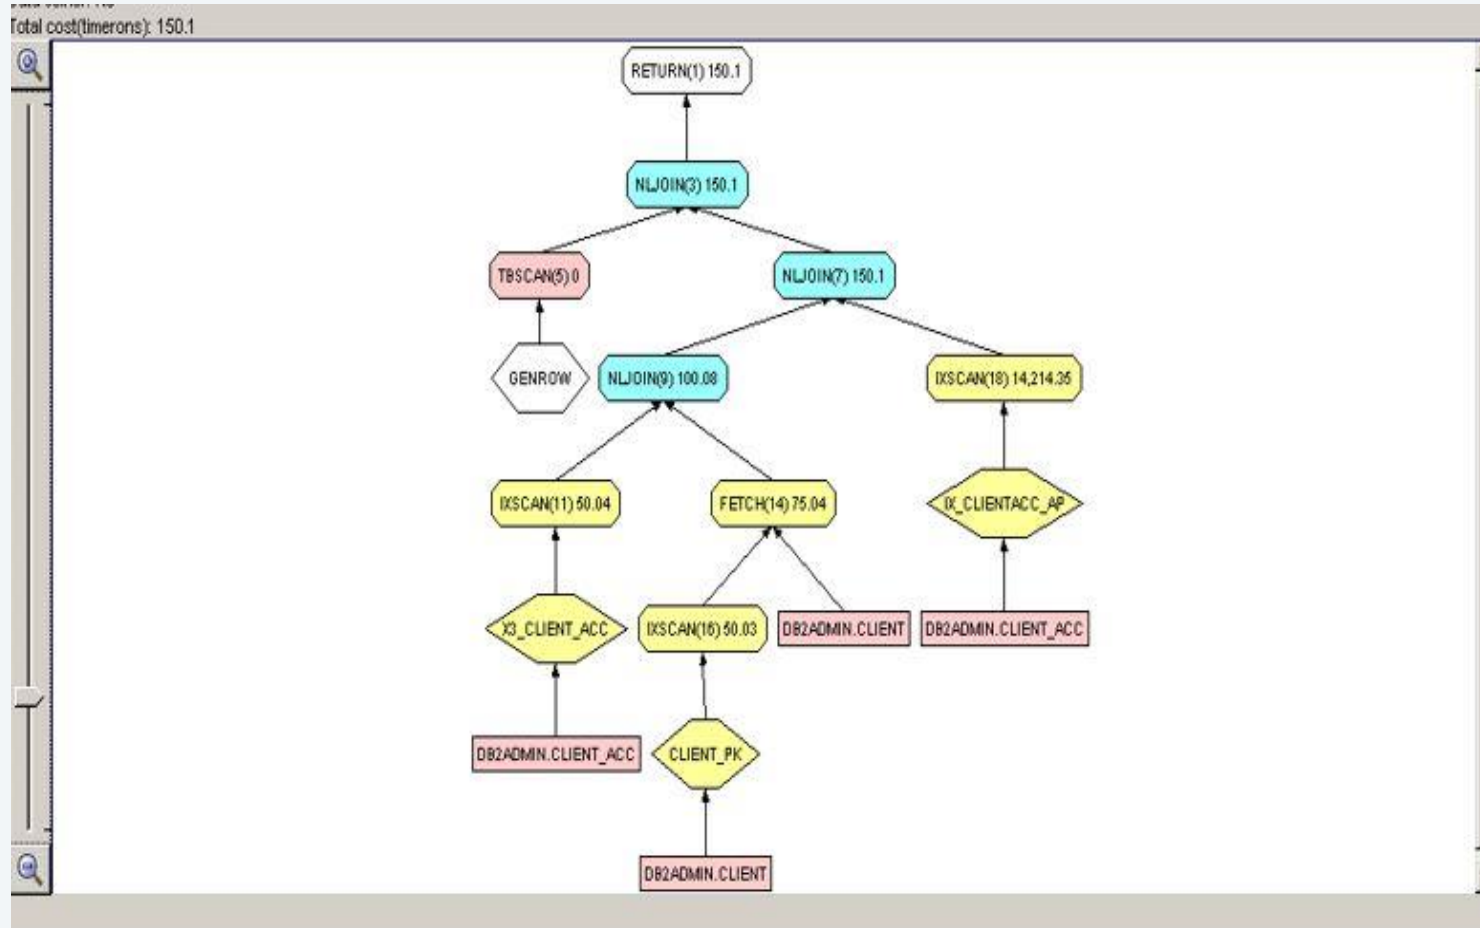 Total cost(timerons): 150.1
RETURN(1) 150.1
NLJOIN(3) 150.1
TBSCAN(5) 0
NLJOIN(7) 150.1
GENROW
NLJOIN(9) 100.08
IXSCAN(18) 14,214.35
IXSCAN(11) 50.04
FETCH(14) 75.04
IX_CLIENTACC_AP
X3_CLIENT_ACC
IXSCAN(16) 50.03
DB2ADMIN.CLIENT
DB2ADMIN.CLIENT_ACC
DB2ADMIN.CLIENT_ACC
CLIENT_PK
DB2ADMIN.CLIENT